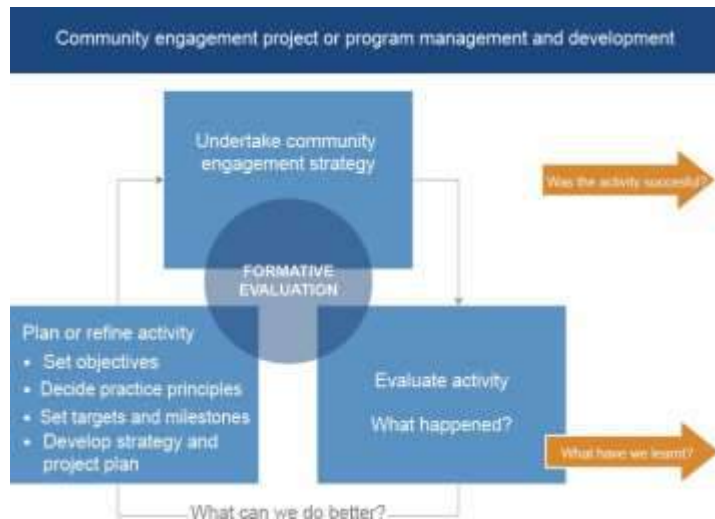 Community engagement project or program management and development
Undertake community
engagement strategy
Was the activity succesful?
FORMATIVE
EVALUATION
Plan or refine activity
• Set objectives
• Decide practice principles
• Set targets and milestones
• Develop strategy and
project plan
Evaluate activity
What happened?
What have we learnt?
What can we do better?